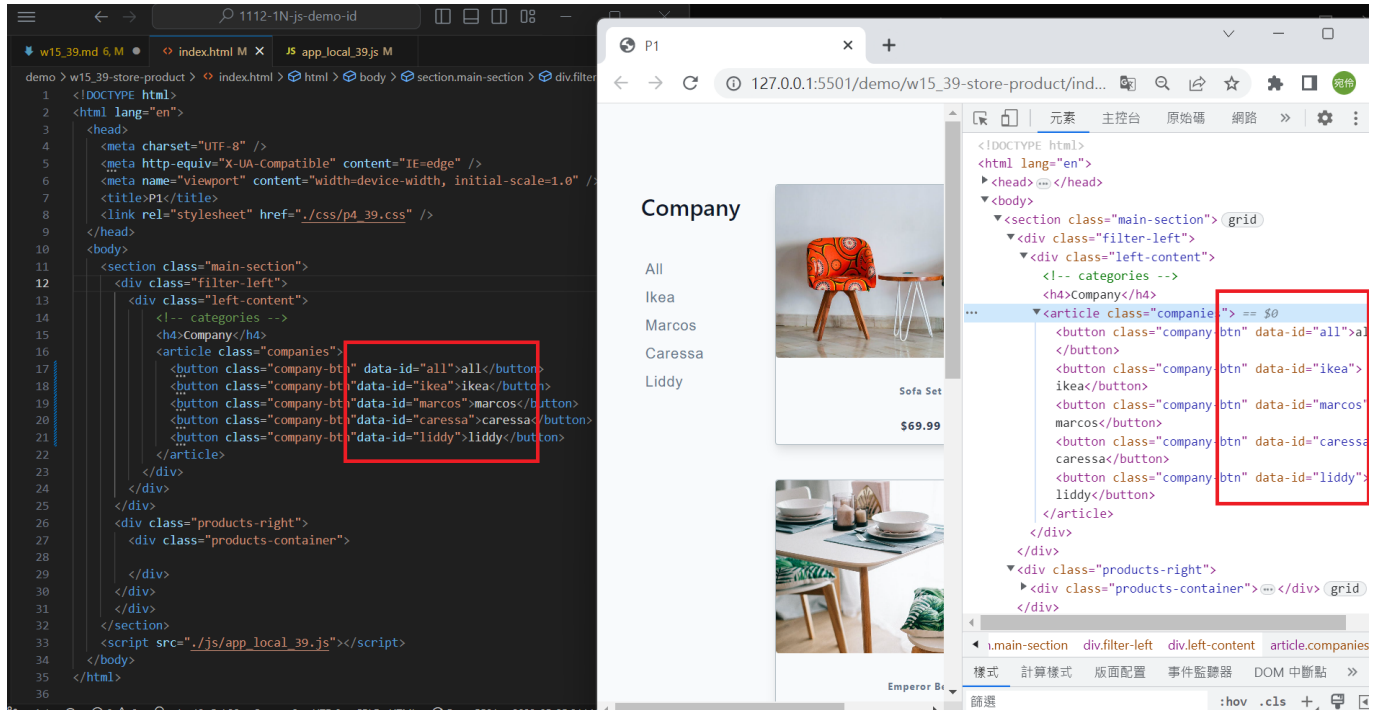 1112-1N-js-demo-id
w15_39.md 6, M
index.html M
JS app_local_39.js M
demo > w15_39-store-product > index.html > html > body > section.main-section > div.filter
1 <!DOCTYPE html>
2 <html lang="en">
3 <head>
4 <meta charset="UTF-8" />
5 <meta http-equiv="X-UA-Compatible" content="IE=edge" />
6 <meta name="viewport" content="width=device-width, initial-scale=1.0" /
7 <title>P1</title>
8 <link rel="stylesheet" href="./css/p4_39.css" />
9 </head>
10 <body>
11 <section class="main-section">
12 <div class="filter-left">
13 <div class="left-content">
14 <!-- categories -->
15 <h4>Company</h4>
16 <article class="companies">
17 <button class="company-btn" data-id="all">all</button>
18 <button class="company-btn"data-id="ikea">ikea</button>
19 <button class="company-btn"data-id="marcos">marcos</button>
20 <button class="company-btn"data-id="caressa">caressa</button>
21 <button class="company-btn"data-id="liddy">liddy</button>
22 </article>
23 </div>
24 </div>
25 </div>
26 <div class="products-right">
27 <div class="products-container">
28
29 </div>
30 </div>
31 </div>
32 </section>
33 <script src="./js/app_local_39.js"></script>
34 </body>
35 </html>
36
P1
127.0.0.1:5501/demo/w15_39-store-product/ind...
宛伶
Company
All
Ikea
Marcos
Caressa
Liddy
Sofa Set
$69.99
Emperor Be
元素 主控台 原始碼 網路
<!DOCTYPE html>
<html lang="en">
<head> ... </head>
<body>
<section class="main-section"> grid
<div class="filter-left">
<div class="left-content">
<!-- categories -->
<h4>Company</h4>
<article class="companies"> == $0
<button class="company-btn" data-id="all">al
</button>
<button class="company-btn" data-id="ikea">
ikea</button>
<button class="company-btn" data-id="marcos"
marcos</button>
<button class="company-btn" data-id="caressa
caressa</button>
<button class="company-btn" data-id="liddy">
liddy</button>
</article>
</div>
</div>
<div class="products-right">
<div class="products-container"> ... </div> grid
</div>
n.main-section div.filter-left div.left-content article.companies
樣式 計算樣式 版面配置 事件監聽器 DOM 中斷點
篩選 :hov .cls